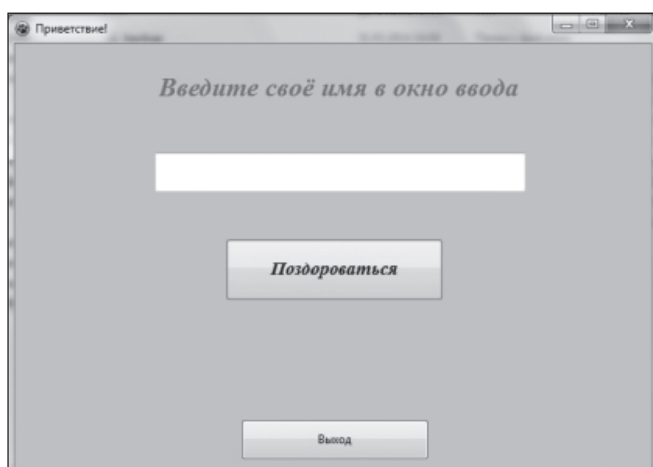 Приветствие!
Введите своё имя в окно ввода
Поздороваться
Выход